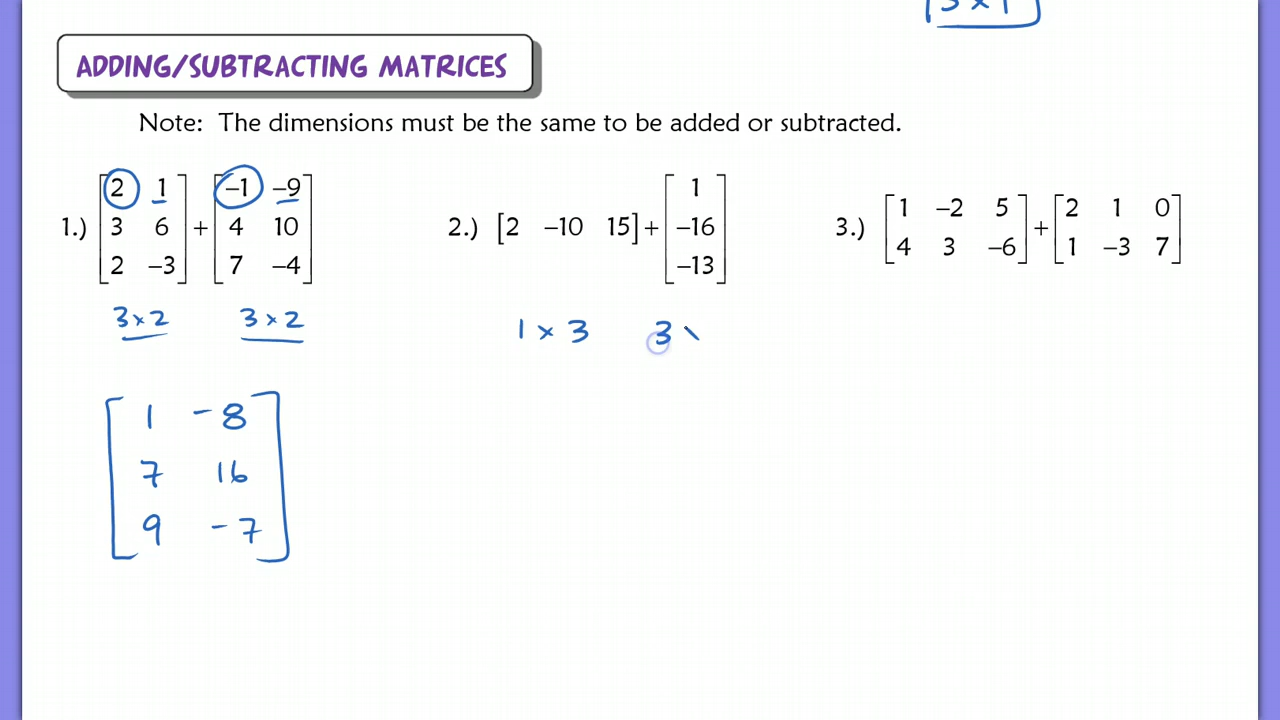 3 × 1
ADDING/SUBTRACTING MATRICES
Note: The dimensions must be the same to be added or subtracted.
1.) [2 1; 3 6; 2 −3] + [−1 −9; 4 10; 7 −4]
3×2 3×2
[1 −8; 7 16; 9 −7]
2.) [2 −10 15] + [1; −16; −13]
1 × 3 3
3.) [1 −2 5; 4 3 −6] + [2 1 0; 1 −3 7]